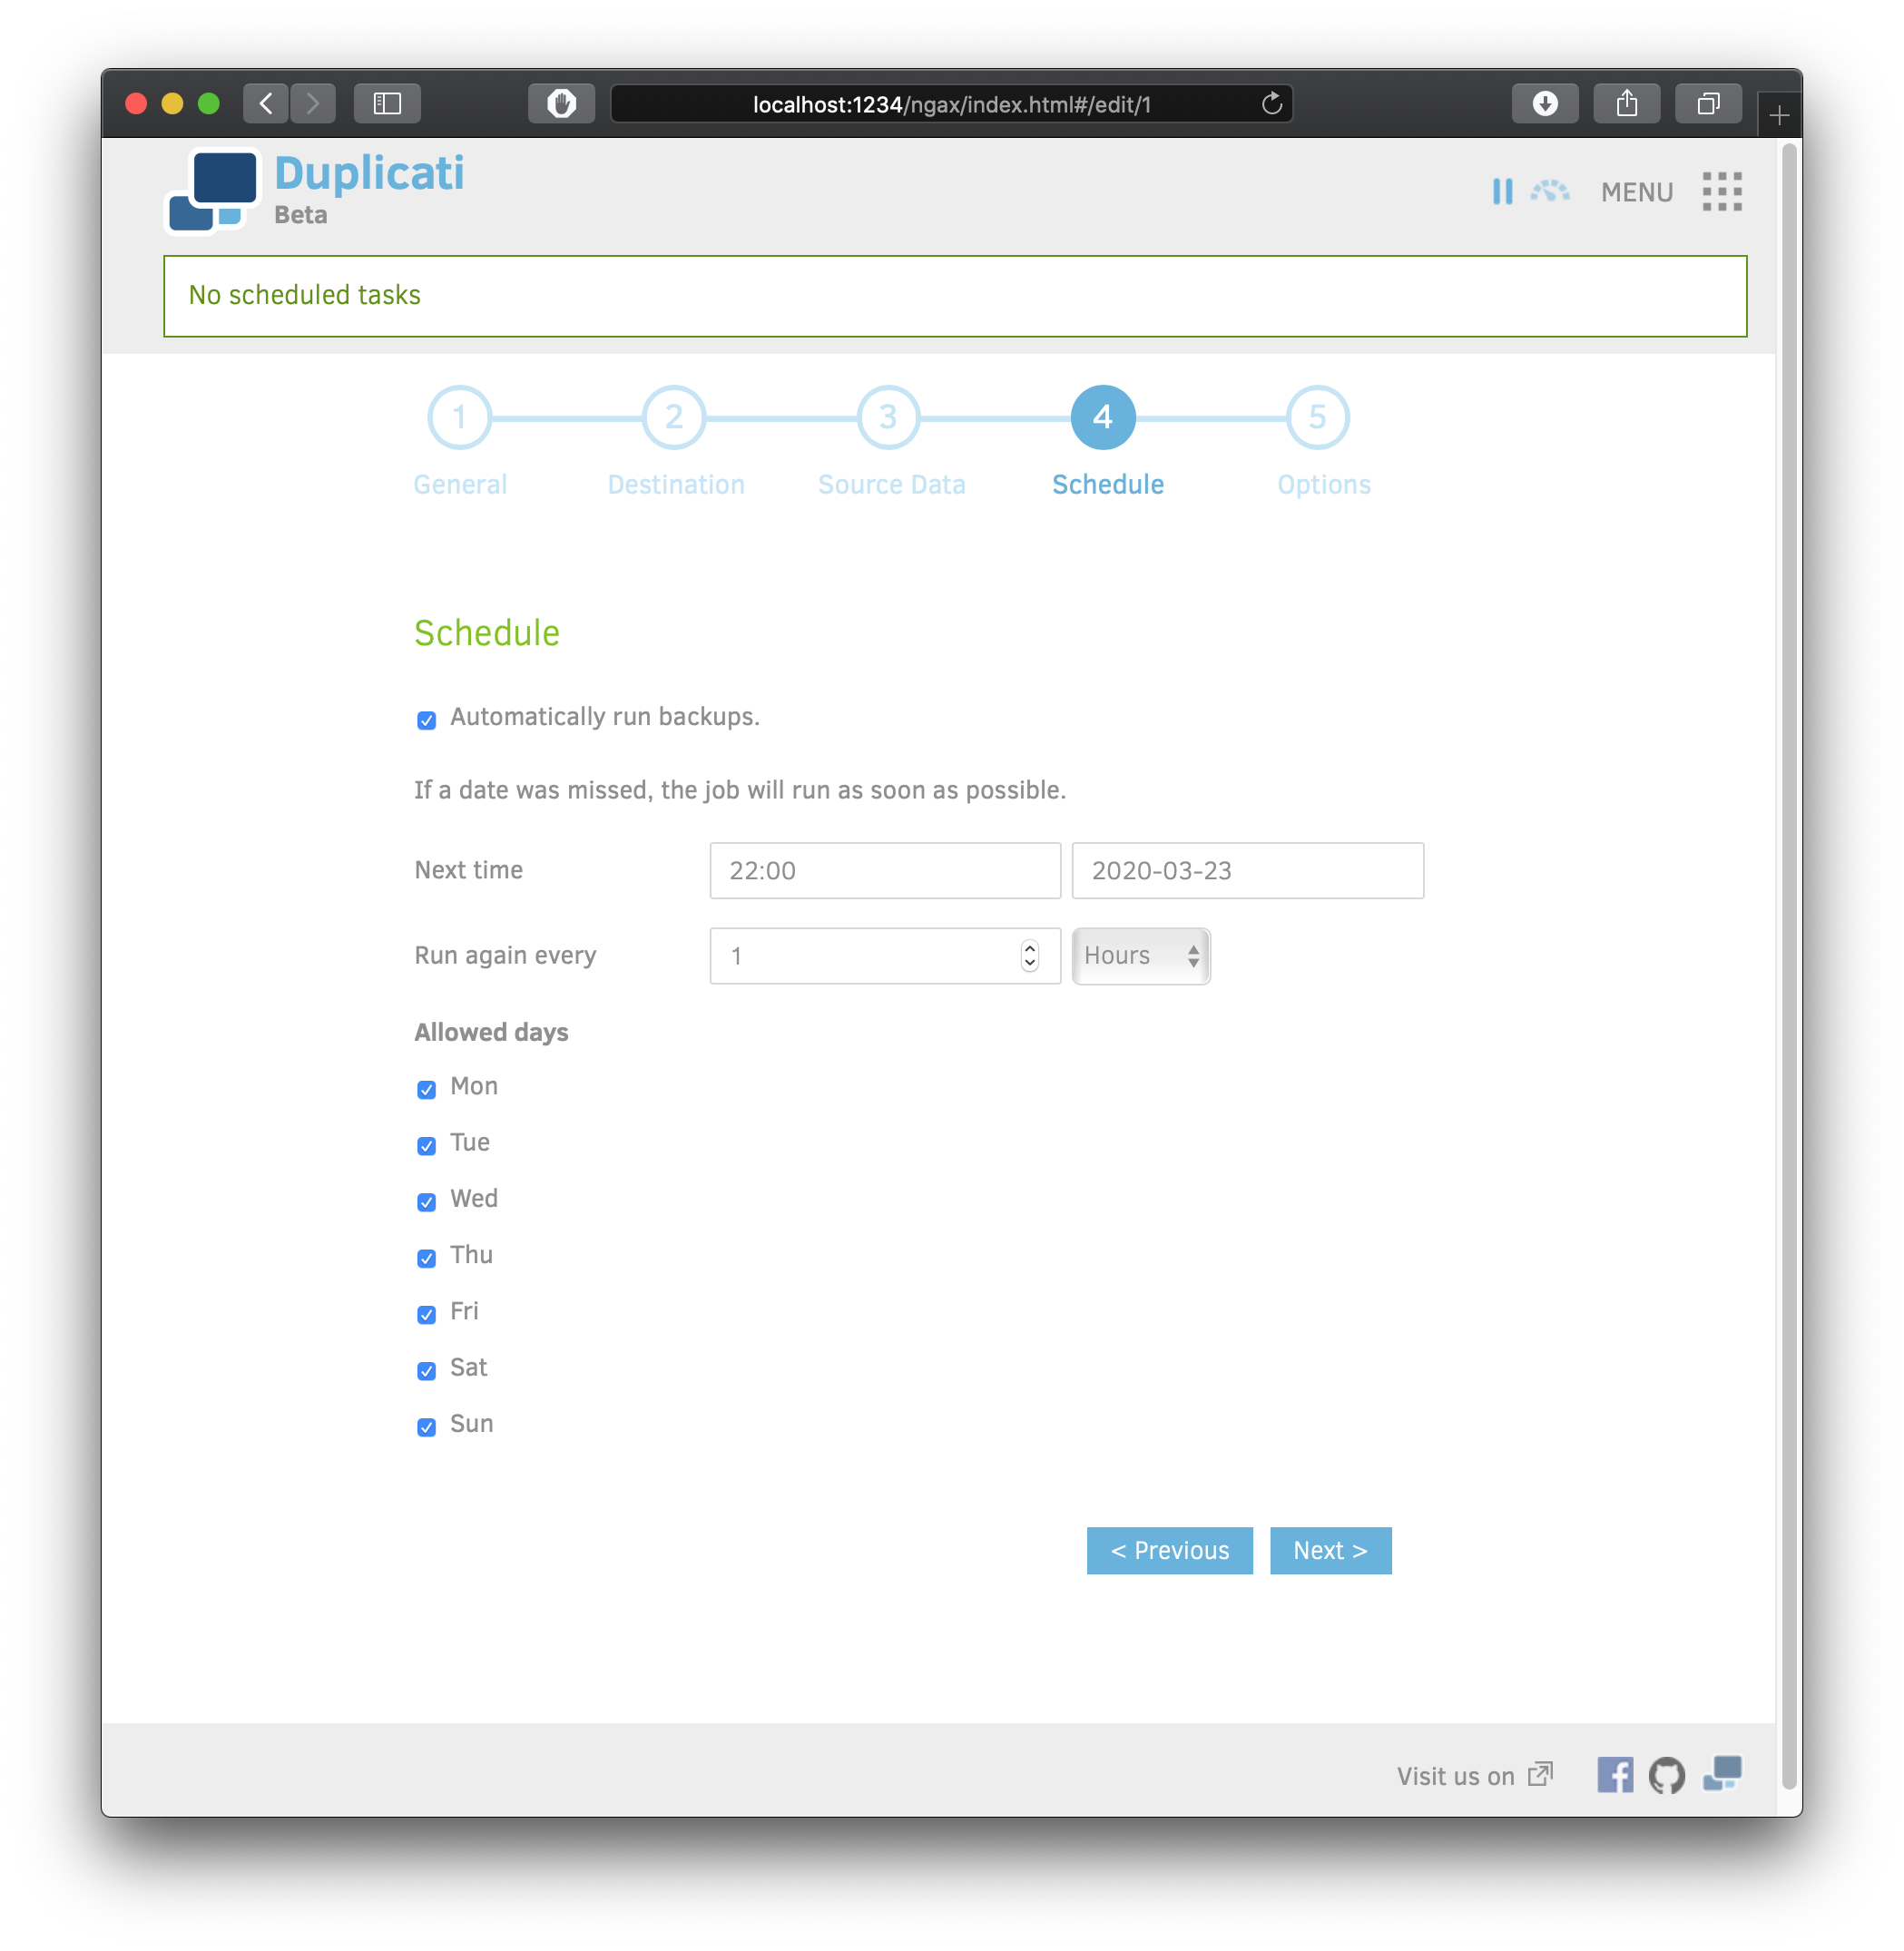 localhost:1234/ngax/index.html#/edit/1
Duplicati
Beta
MENU
No scheduled tasks
1 2 3 4 5
General Destination Source Data Schedule Options
Schedule
Automatically run backups.
If a date was missed, the job will run as soon as possible.
Next time 22:00 2020-03-23
Run again every 1 Hours
Allowed days
Mon
Tue
Wed
Thu
Fri
Sat
Sun
< Previous Next >
Visit us on